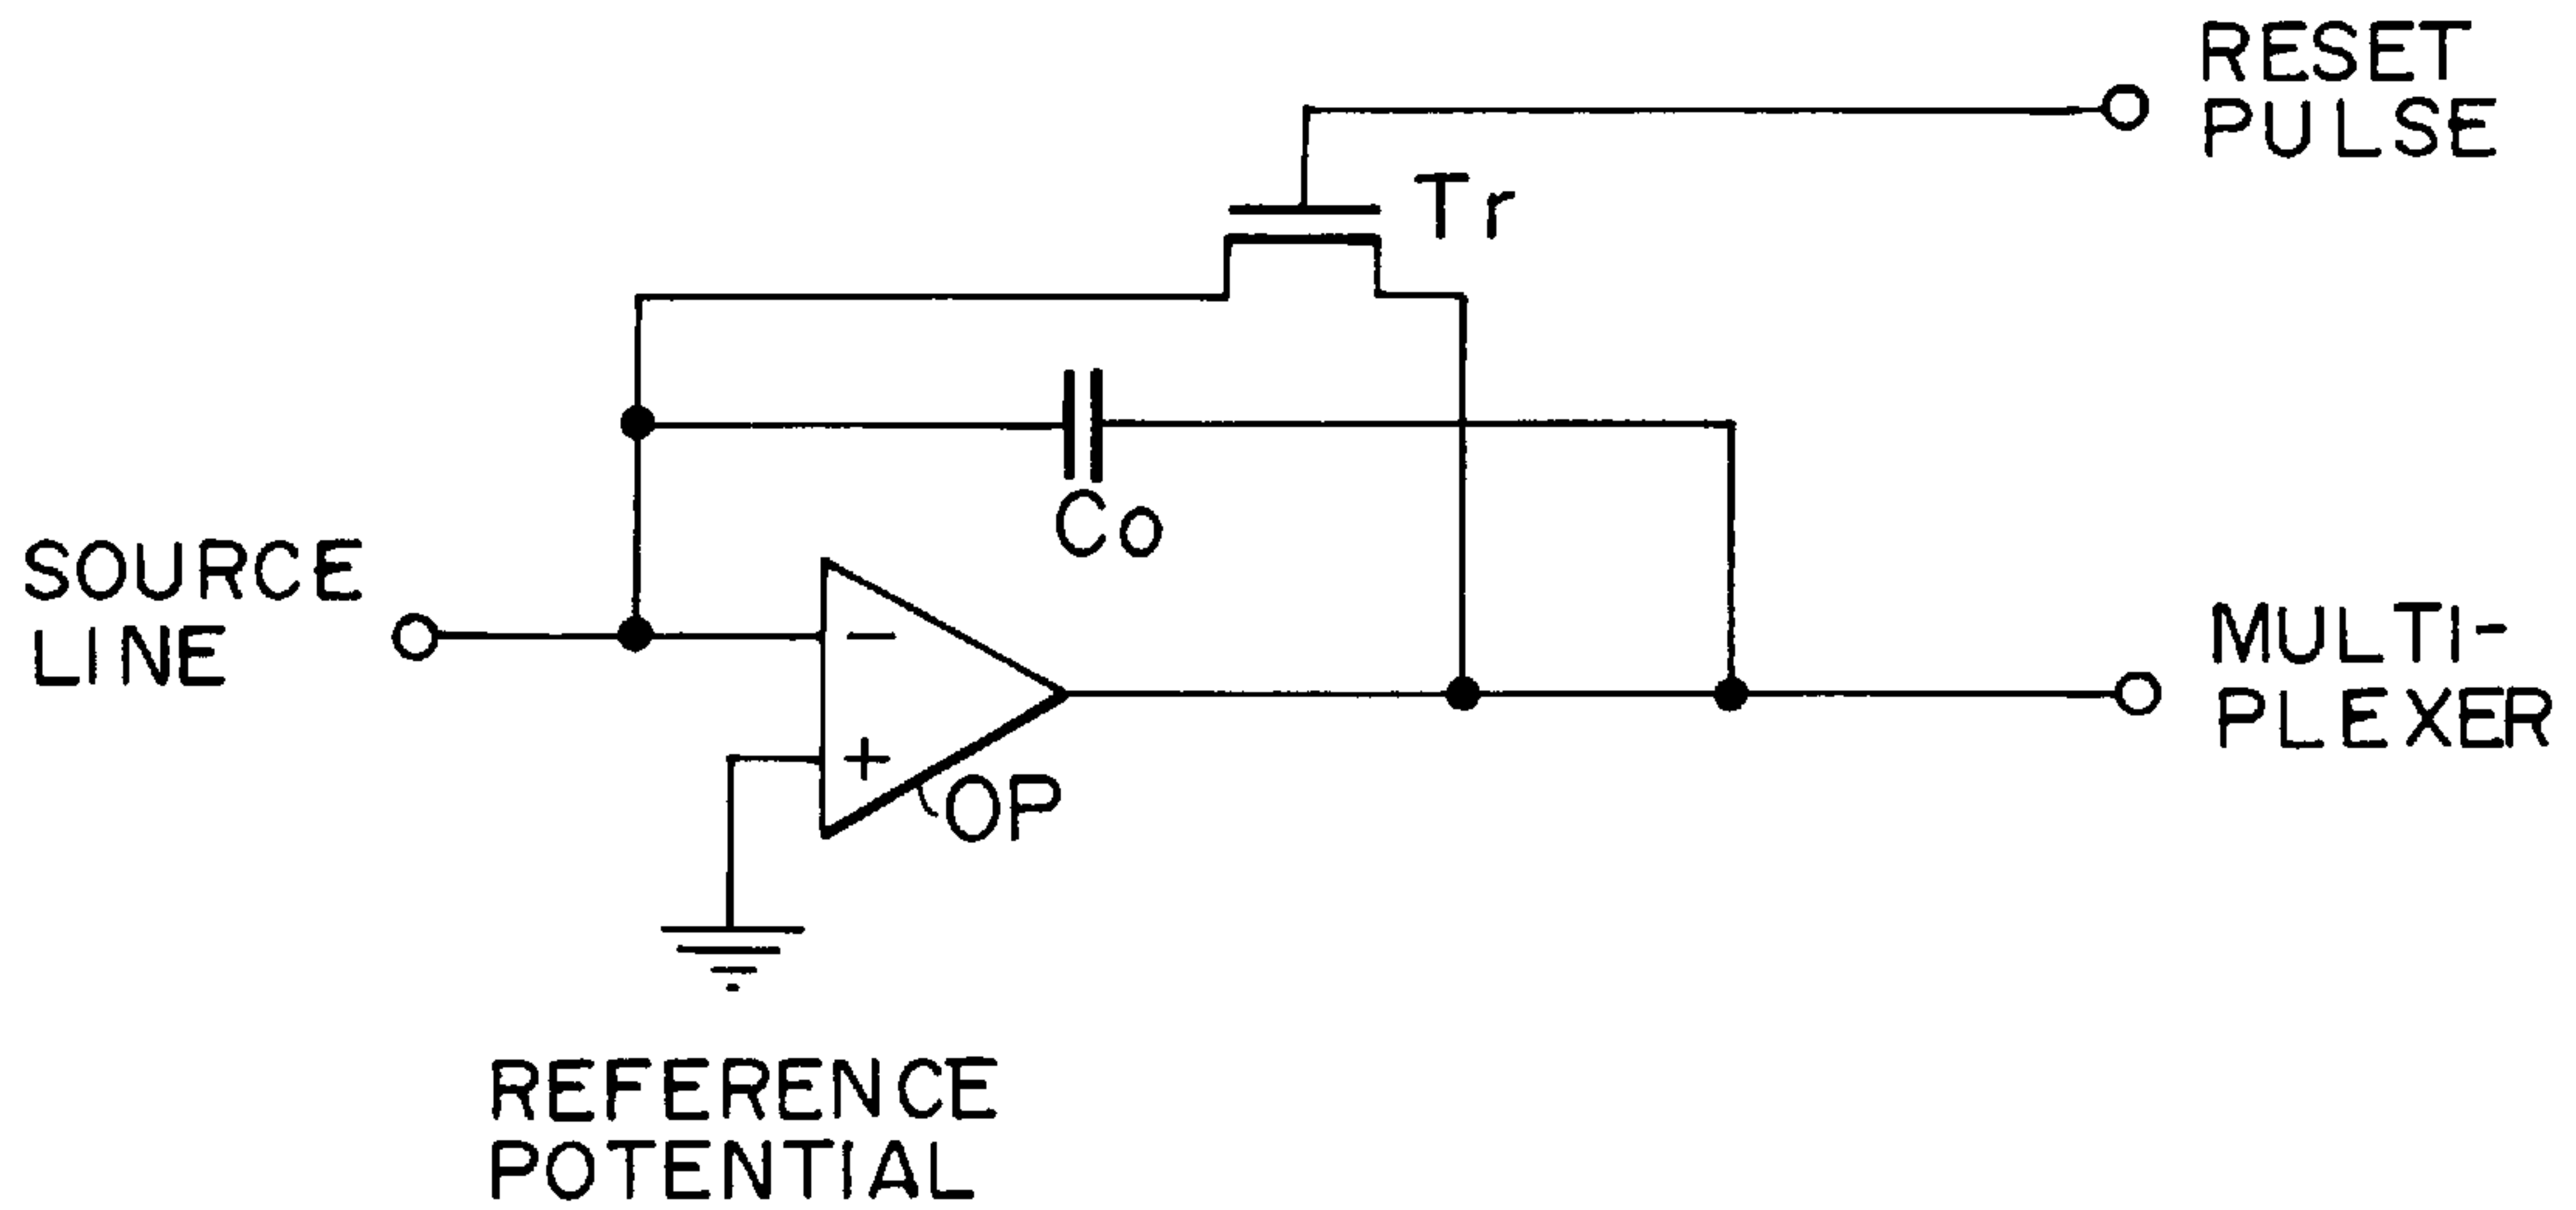 RESET
PULSE
Tr
Co
SOURCE
LINE
−
+
OP
MULTI-
PLEXER
REFERENCE
POTENTIAL